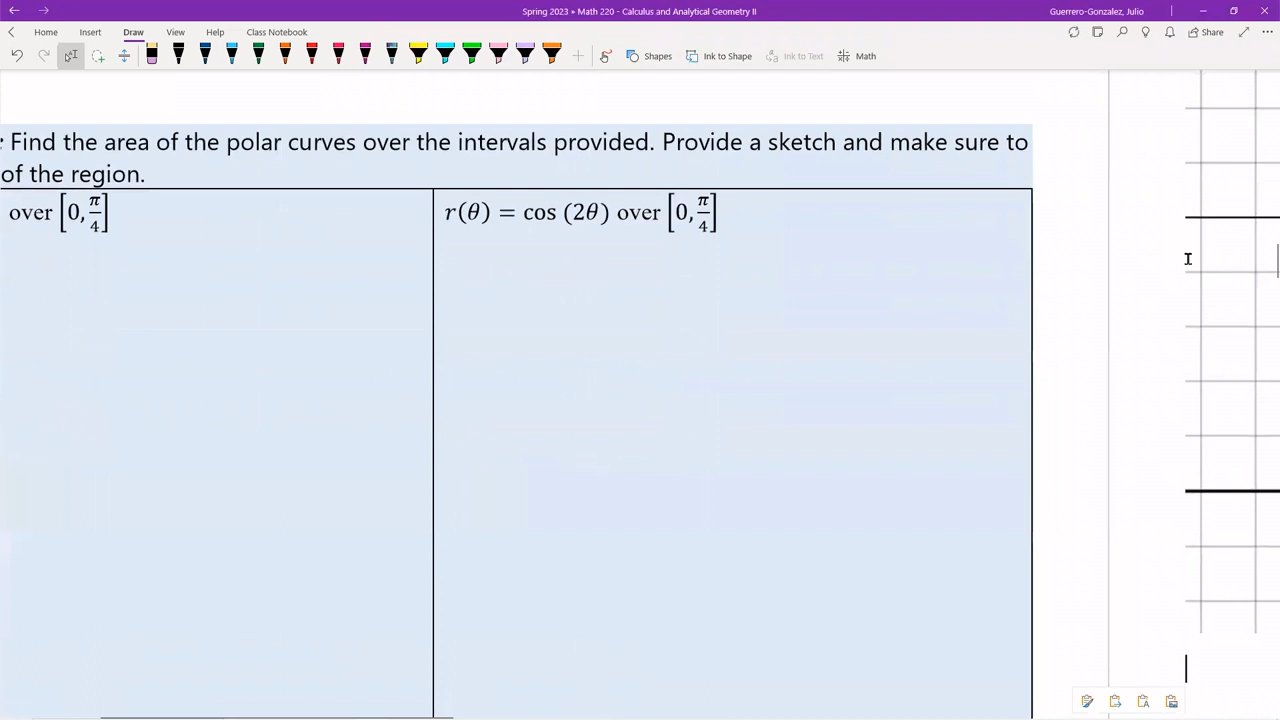 Spring 2023 » Math 220 - Calculus and Analytical Geometry II
Guerrero-Gonzalez, Julio
Home Insert Draw View Help Class Notebook
Share
Shapes Ink to Shape Ink to Text Math
: Find the area of the polar curves over the intervals provided. Provide a sketch and make sure to
of the region.
over [0, π/4]
r(θ) = cos (2θ) over [0, π/4]